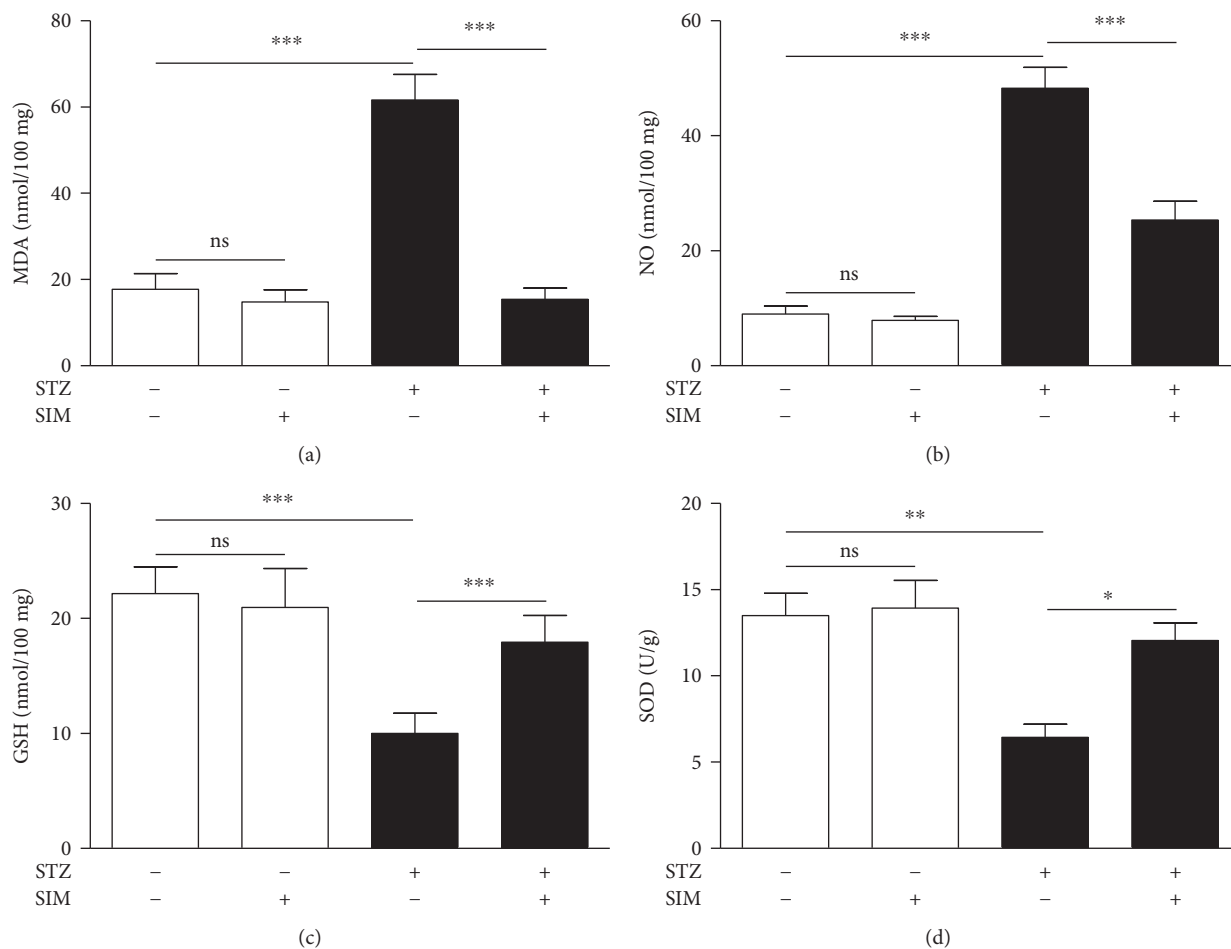 80
60
40
20
0
MDA (nmol/100 mg)
***
***
ns
STZ − − + +
SIM − + − +
(a)
60
40
20
0
NO (nmol/100 mg)
***
***
ns
STZ − − + +
SIM − + − +
(b)
30
20
10
0
GSH (nmol/100 mg)
***
ns
***
STZ − − + +
SIM − + − +
(c)
20
15
10
5
0
SOD (U/g)
**
ns
*
STZ − − + +
SIM − + − +
(d)